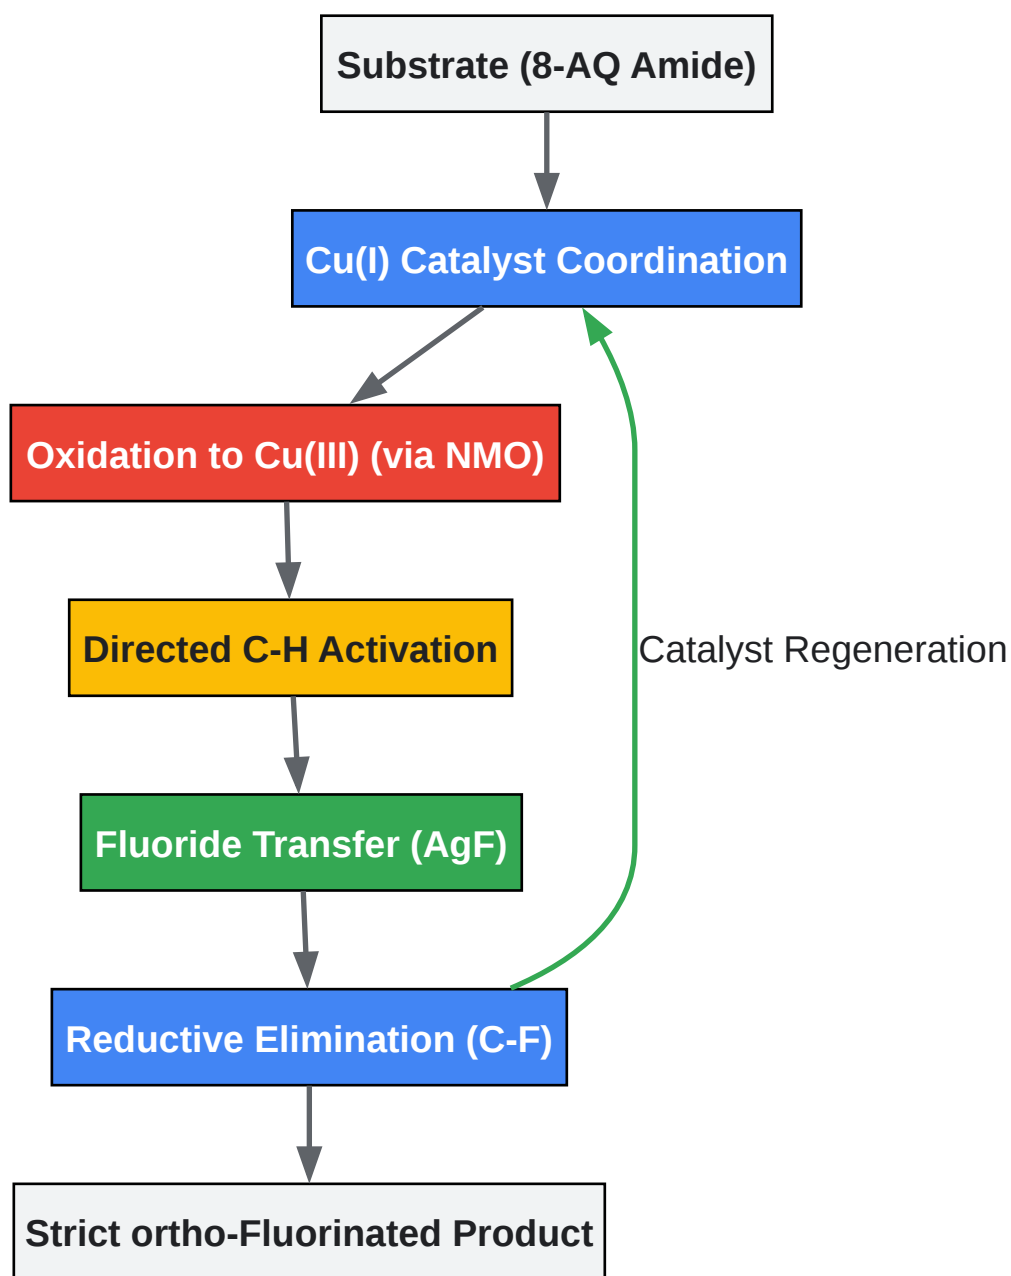 Substrate (8-AQ Amide)
Cu(I) Catalyst Coordination
Oxidation to Cu(III) (via NMO)
Directed C-H Activation
Catalyst Regeneration
Fluoride Transfer (AgF)
Reductive Elimination (C-F)
Strict ortho-Fluorinated Product